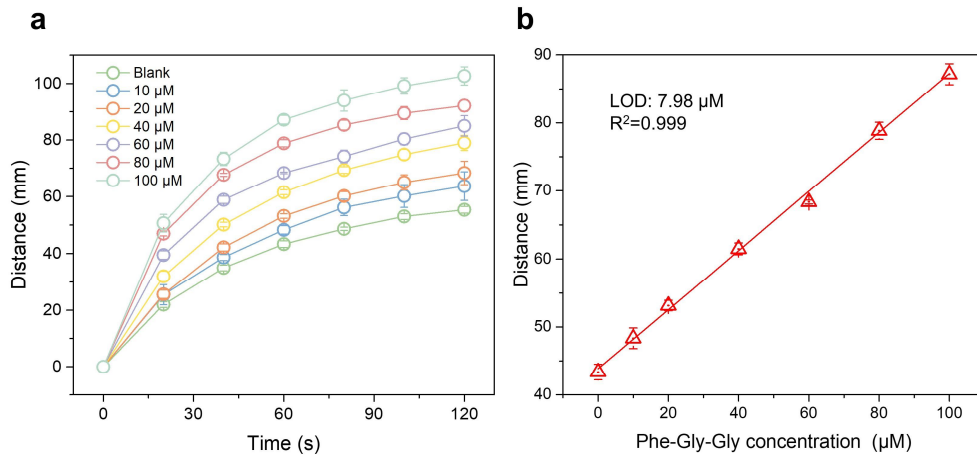 a
Distance (mm)
100
80
60
40
20
0
Blank
10 µM
20 µM
40 µM
60 µM
80 µM
100 µM
0
30
60
90
120
Time (s)
b
Distance (mm)
90
80
70
60
50
40
LOD: 7.98 µM
R²=0.999
0
20
40
60
80
100
Phe-Gly-Gly concentration (µM)